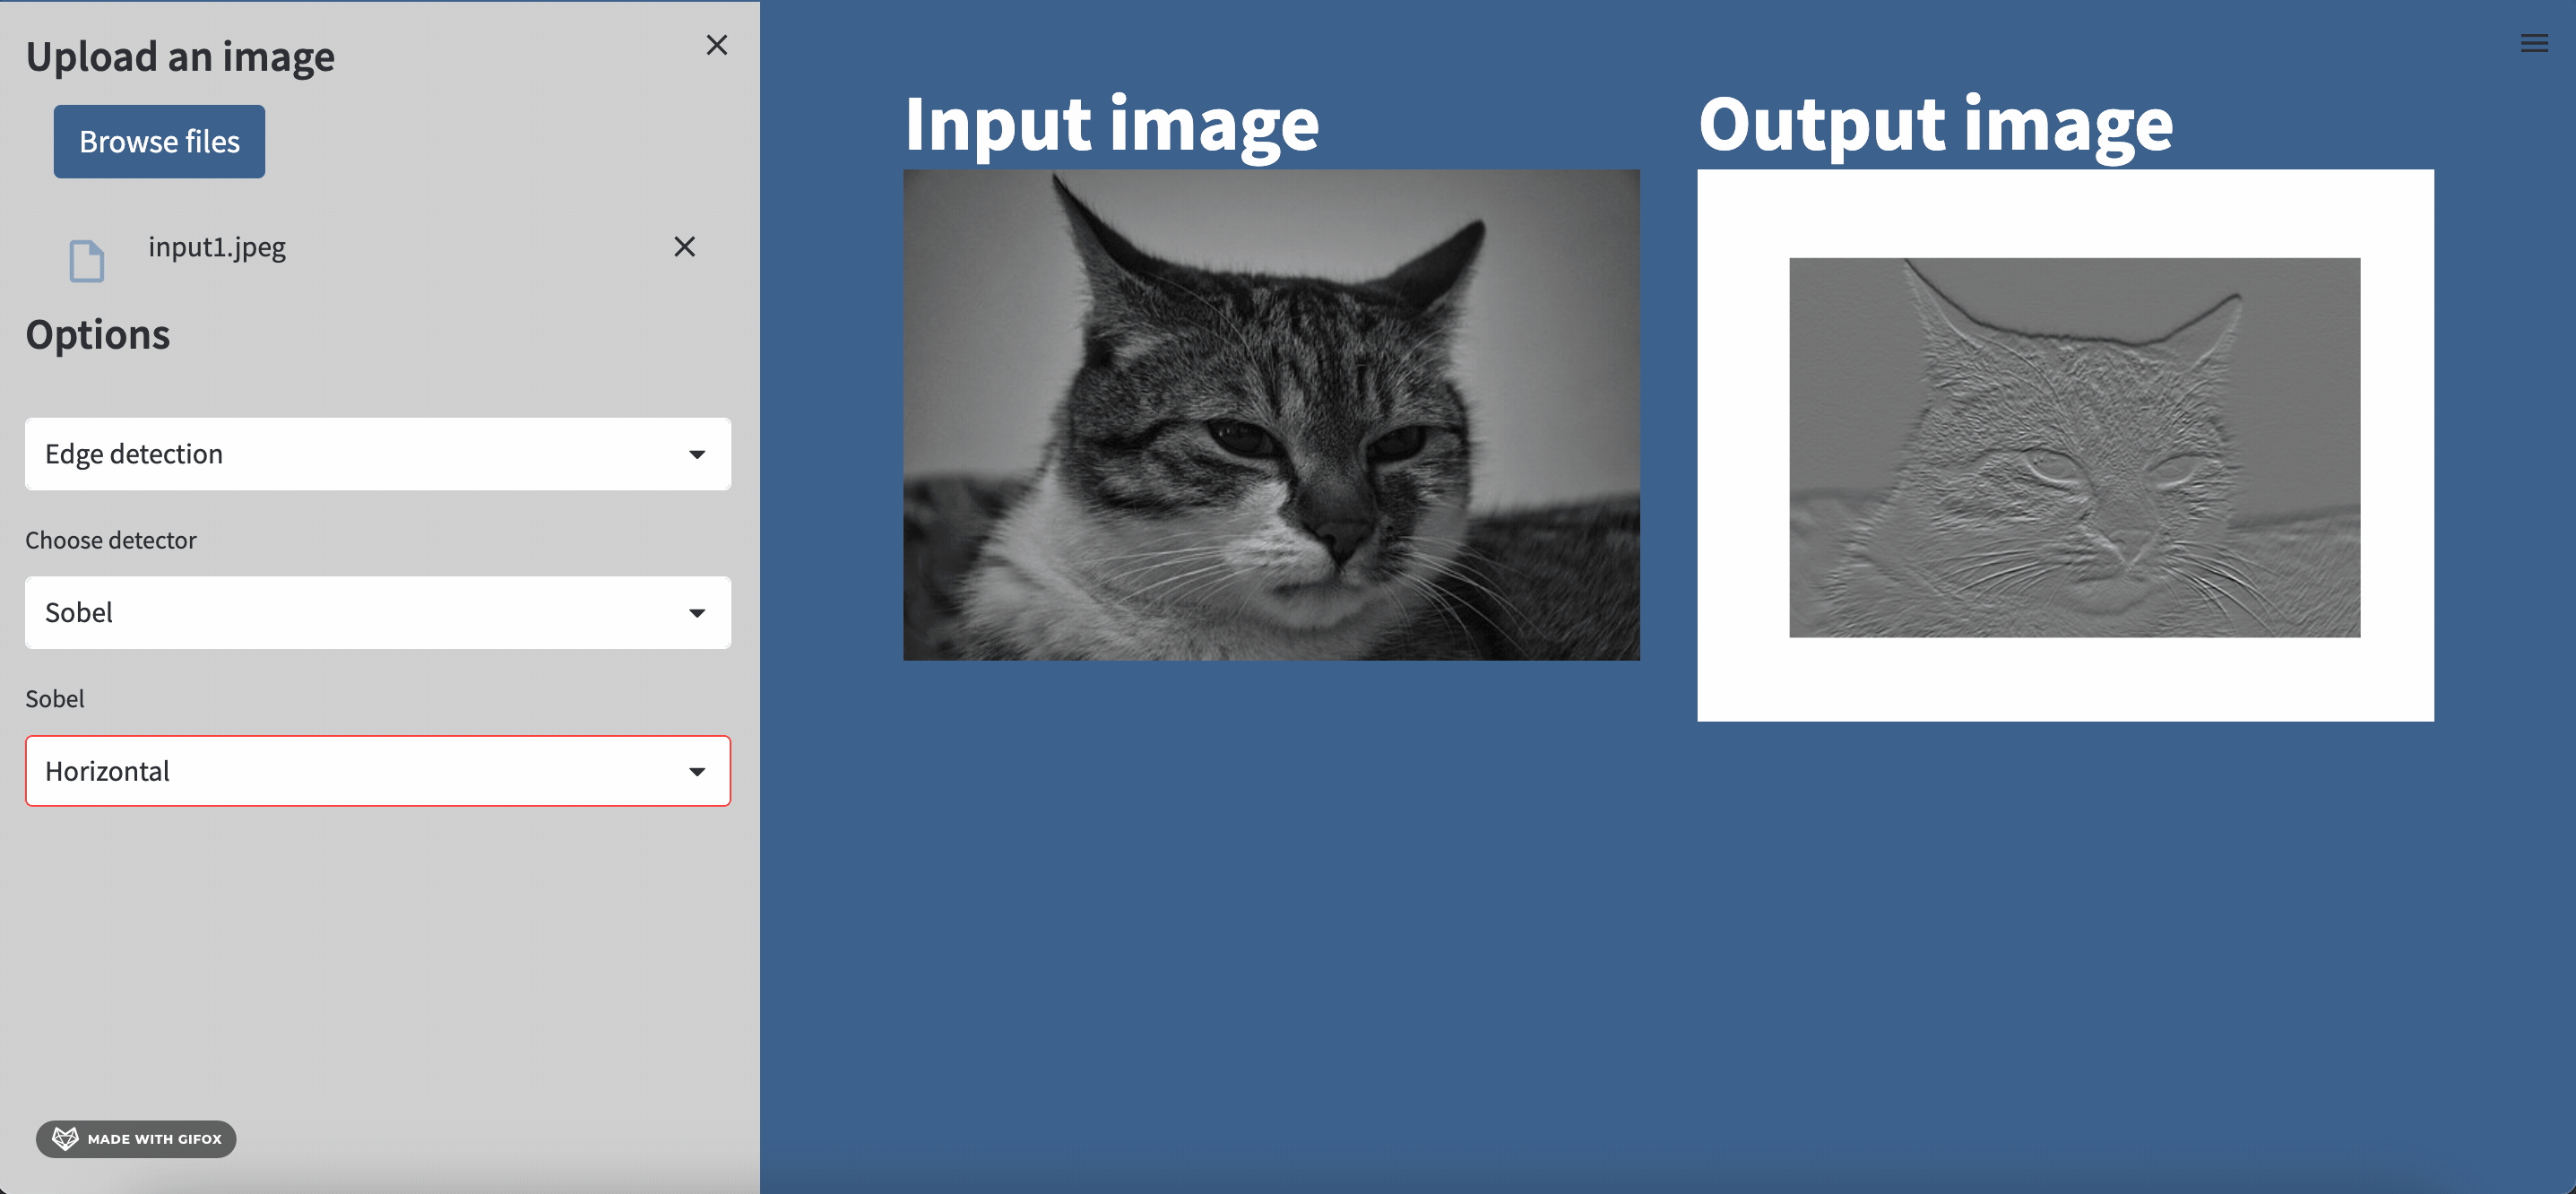 Upload an image
Browse files
input1.jpeg
Options
Edge detection
Choose detector
Sobel
Sobel
Horizontal
MADE WITH GIFOX
Input image
Output image